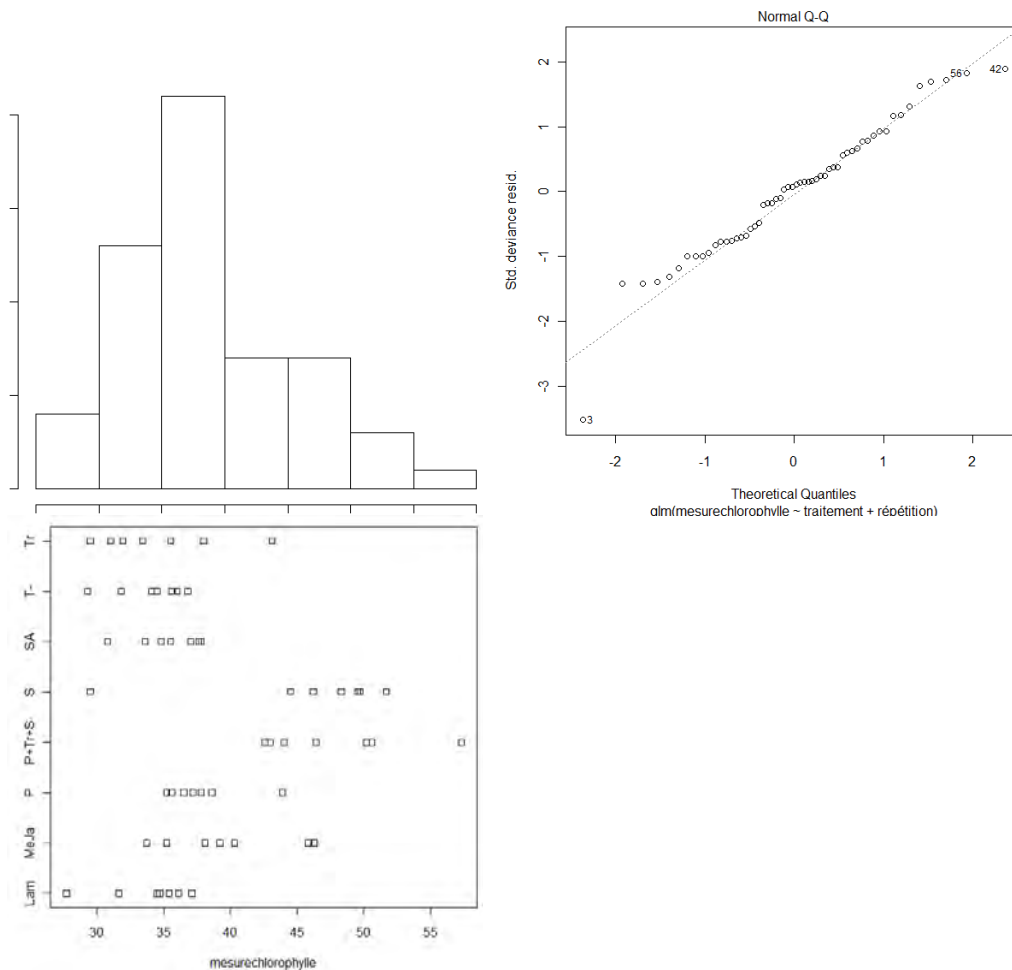 Normal Q-Q
2
1
0
-1
-2
-3
Std. deviance resid.
56
42
3
-2 -1 0 1 2
Theoretical Quantiles
glm(mesurechlorophylle ~ traitement + répétition)
Tr
T-
SA
S
P+Tr+S
P
MeJa
Lam
30 35 40 45 50 55
mesurechlorophylle